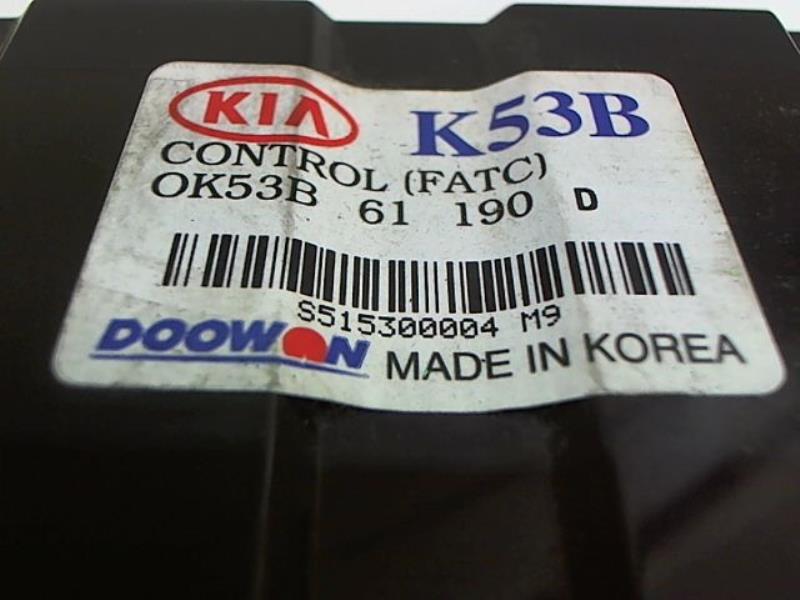 KIA K53B
CONTROL (FATC)
OK53B 61 190 D
S515300004 M9
DOOWON MADE IN KOREA